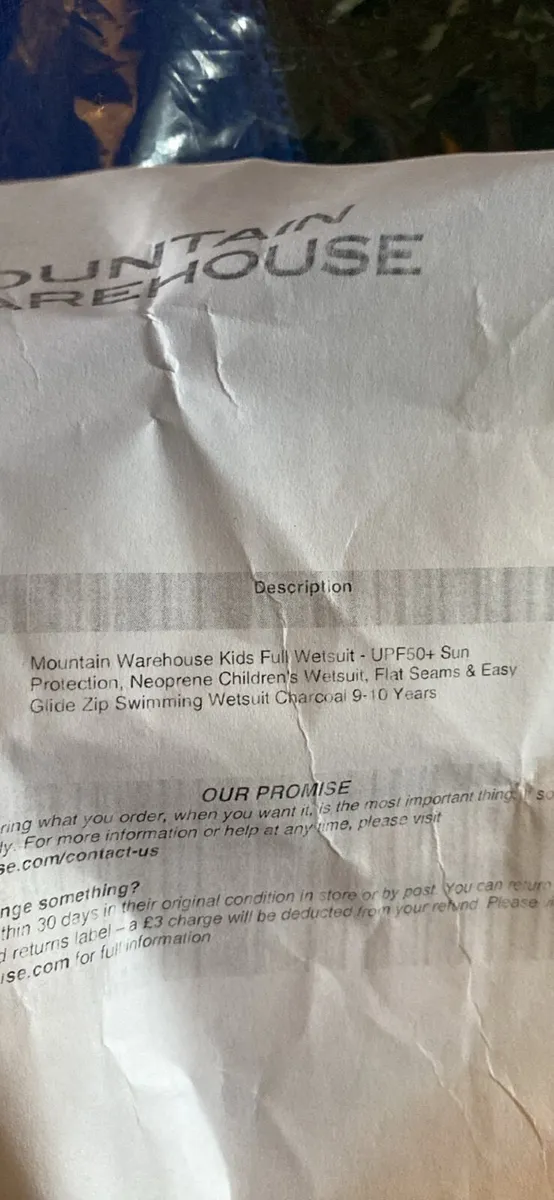 OUNTAIN
AREHOUSE
Description
Mountain Warehouse Kids Full Wetsuit - UPF50+ Sun
Protection, Neoprene Children's Wetsuit, Flat Seams & Easy
Glide Zip Swimming Wetsuit Charcoal 9-10 Years
OUR PROMISE
ring what you order, when you want it, is the most important thing. If so
ly. For more information or help at any time, please visit
se.com/contact-us
nge something?
thin 30 days in their original condition in store or by post. You can return
d returns label – a £3 charge will be deducted from your refund. Please
use.com for full information